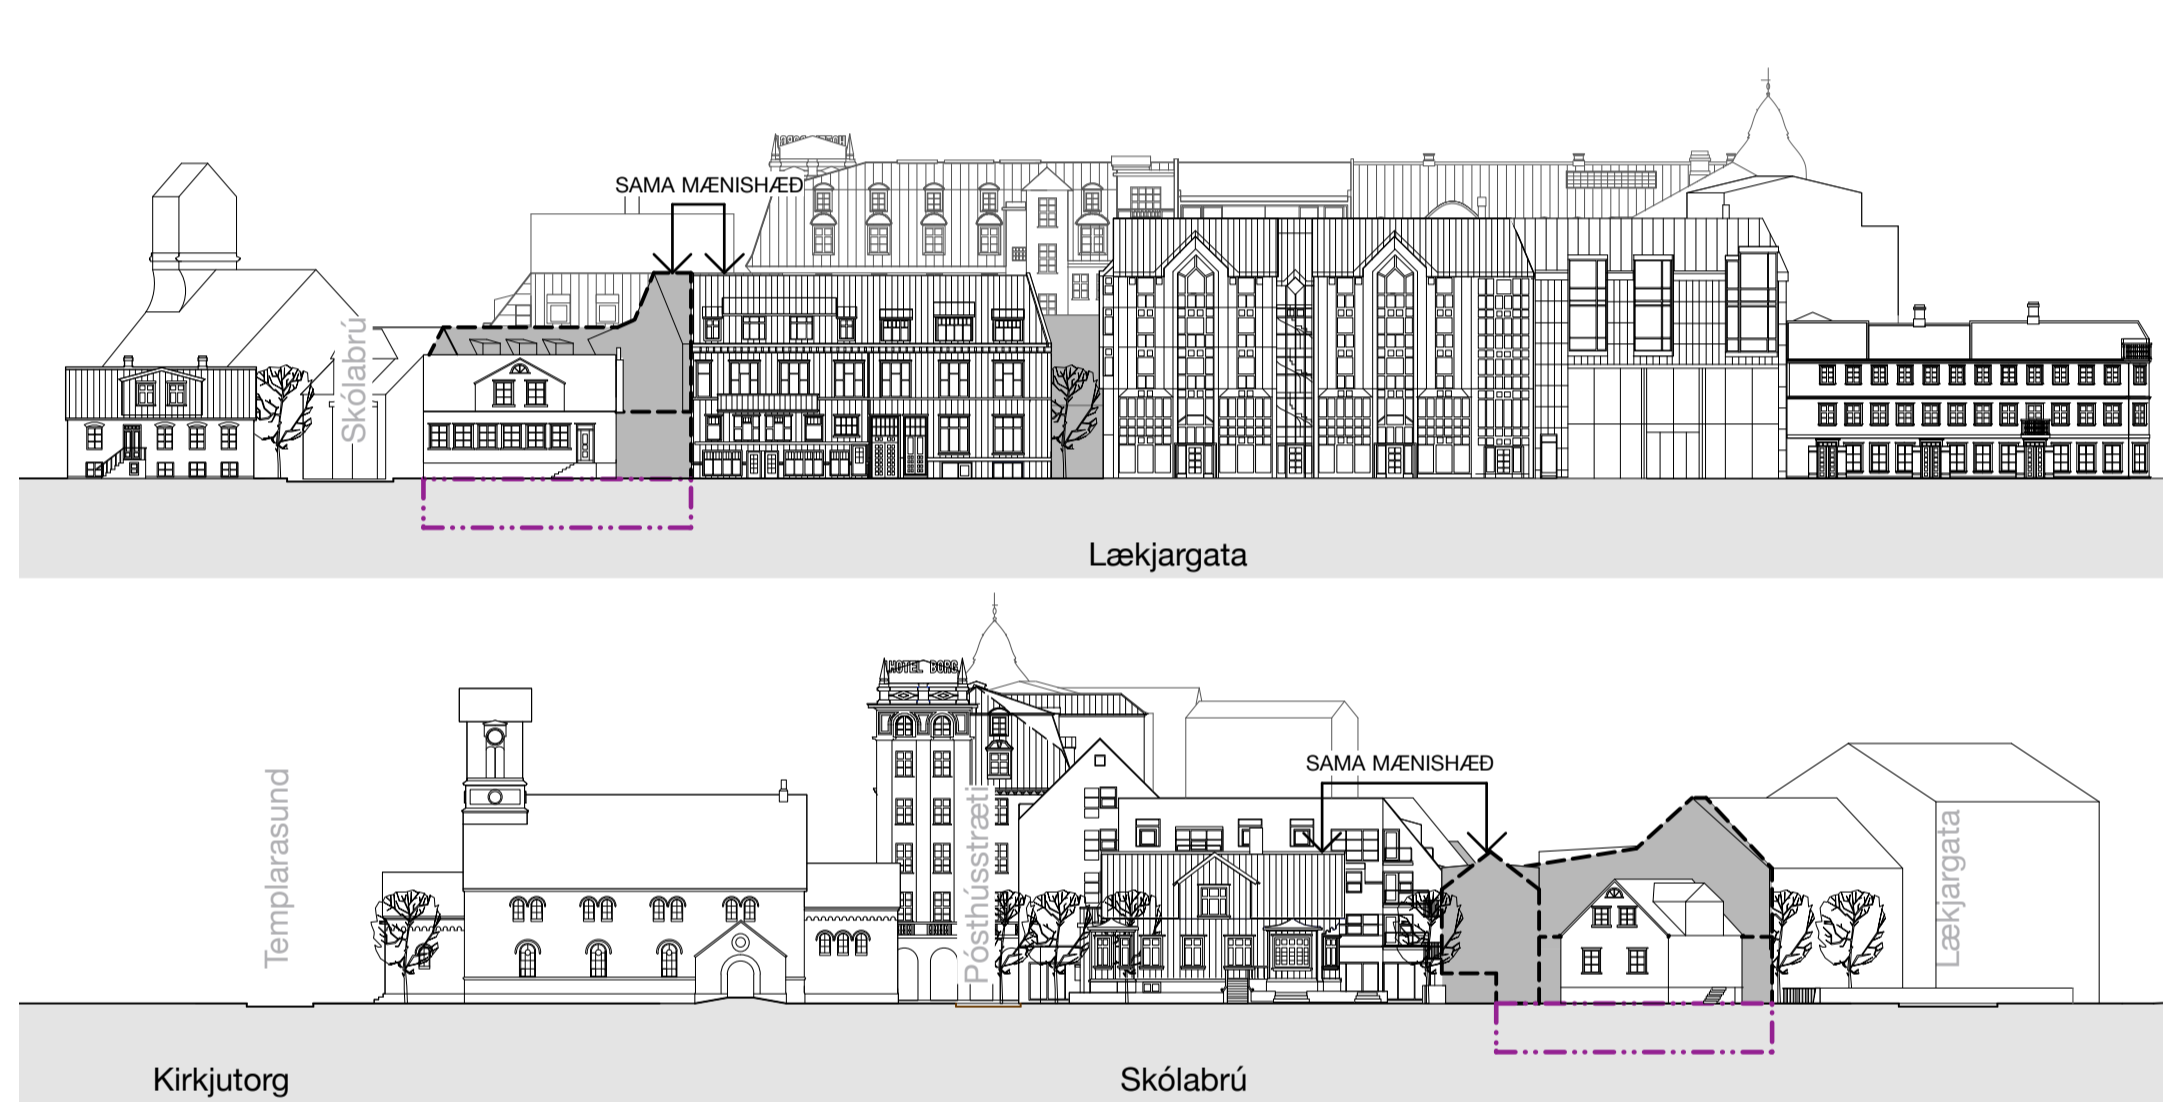 SAMA MÆNISHÆÐ
Skólabrú
Lækjargata
HOTEL BORG
SAMA MÆNISHÆÐ
Templarasund
Pósthússtræti
Lækjargata
Kirkjutorg
Skólabrú